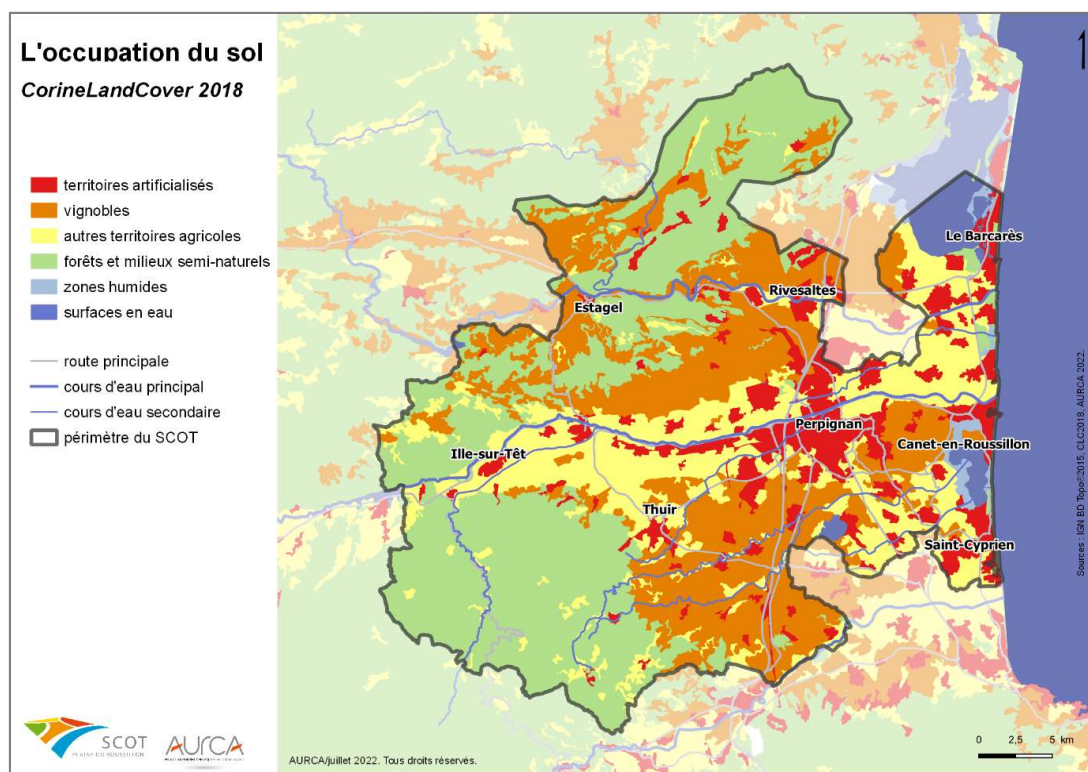 L'occupation du sol
CorineLandCover 2018
territoires artificialisés
vignobles
autres territoires agricoles
forêts et milieux semi-naturels
zones humides
surfaces en eau
route principale
cours d'eau principal
cours d'eau secondaire
périmètre du SCOT
Le Barcarès
Rivesaltes
Estagel
Perpignan
Canet-en-Roussillon
Ille-sur-Têt
Thuir
Saint-Cyprien
Sources : IGN BD Topo®2015, CLC2018, AURCA 2022.
0 2,5 5 km
SCOT
PLAINE DU ROUSSILLON
AURCA
AURCA/juillet 2022. Tous droits réservés.